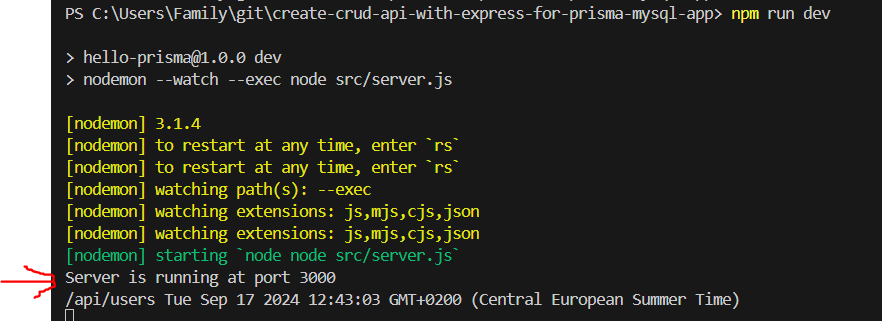 PS C:\Users\Family\git\create-crud-api-with-express-for-prisma-mysql-app> npm run dev
> hello-prisma@1.0.0 dev
> nodemon --watch --exec node src/server.js
[nodemon] 3.1.4
[nodemon] to restart at any time, enter `rs`
[nodemon] to restart at any time, enter `rs`
[nodemon] watching path(s): --exec
[nodemon] watching extensions: js,mjs,cjs,json
[nodemon] watching extensions: js,mjs,cjs,json
[nodemon] starting `node node src/server.js`
Server is running at port 3000
/api/users Tue Sep 17 2024 12:43:03 GMT+0200 (Central European Summer Time)